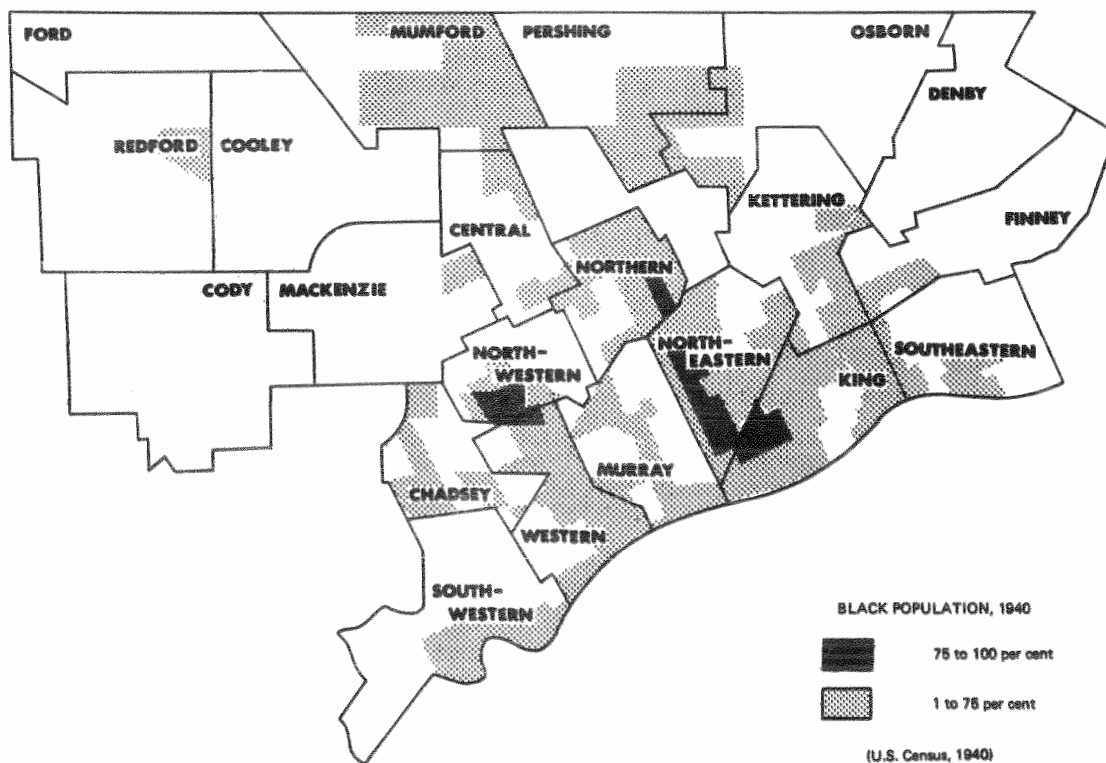 FORD
MUMFORD
PERSHING
OSBORN
DENBY
REDFORD
COOLEY
KETTERING
FINNEY
CENTRAL
NORTHERN
CODY
MACKENZIE
NORTH-
WESTERN
NORTH-
EASTERN
SOUTHEASTERN
KING
MURRAY
CHADSEY
WESTERN
SOUTH-
WESTERN
BLACK POPULATION, 1940
75 to 100 per cent
1 to 75 per cent
(U.S. Census, 1940)